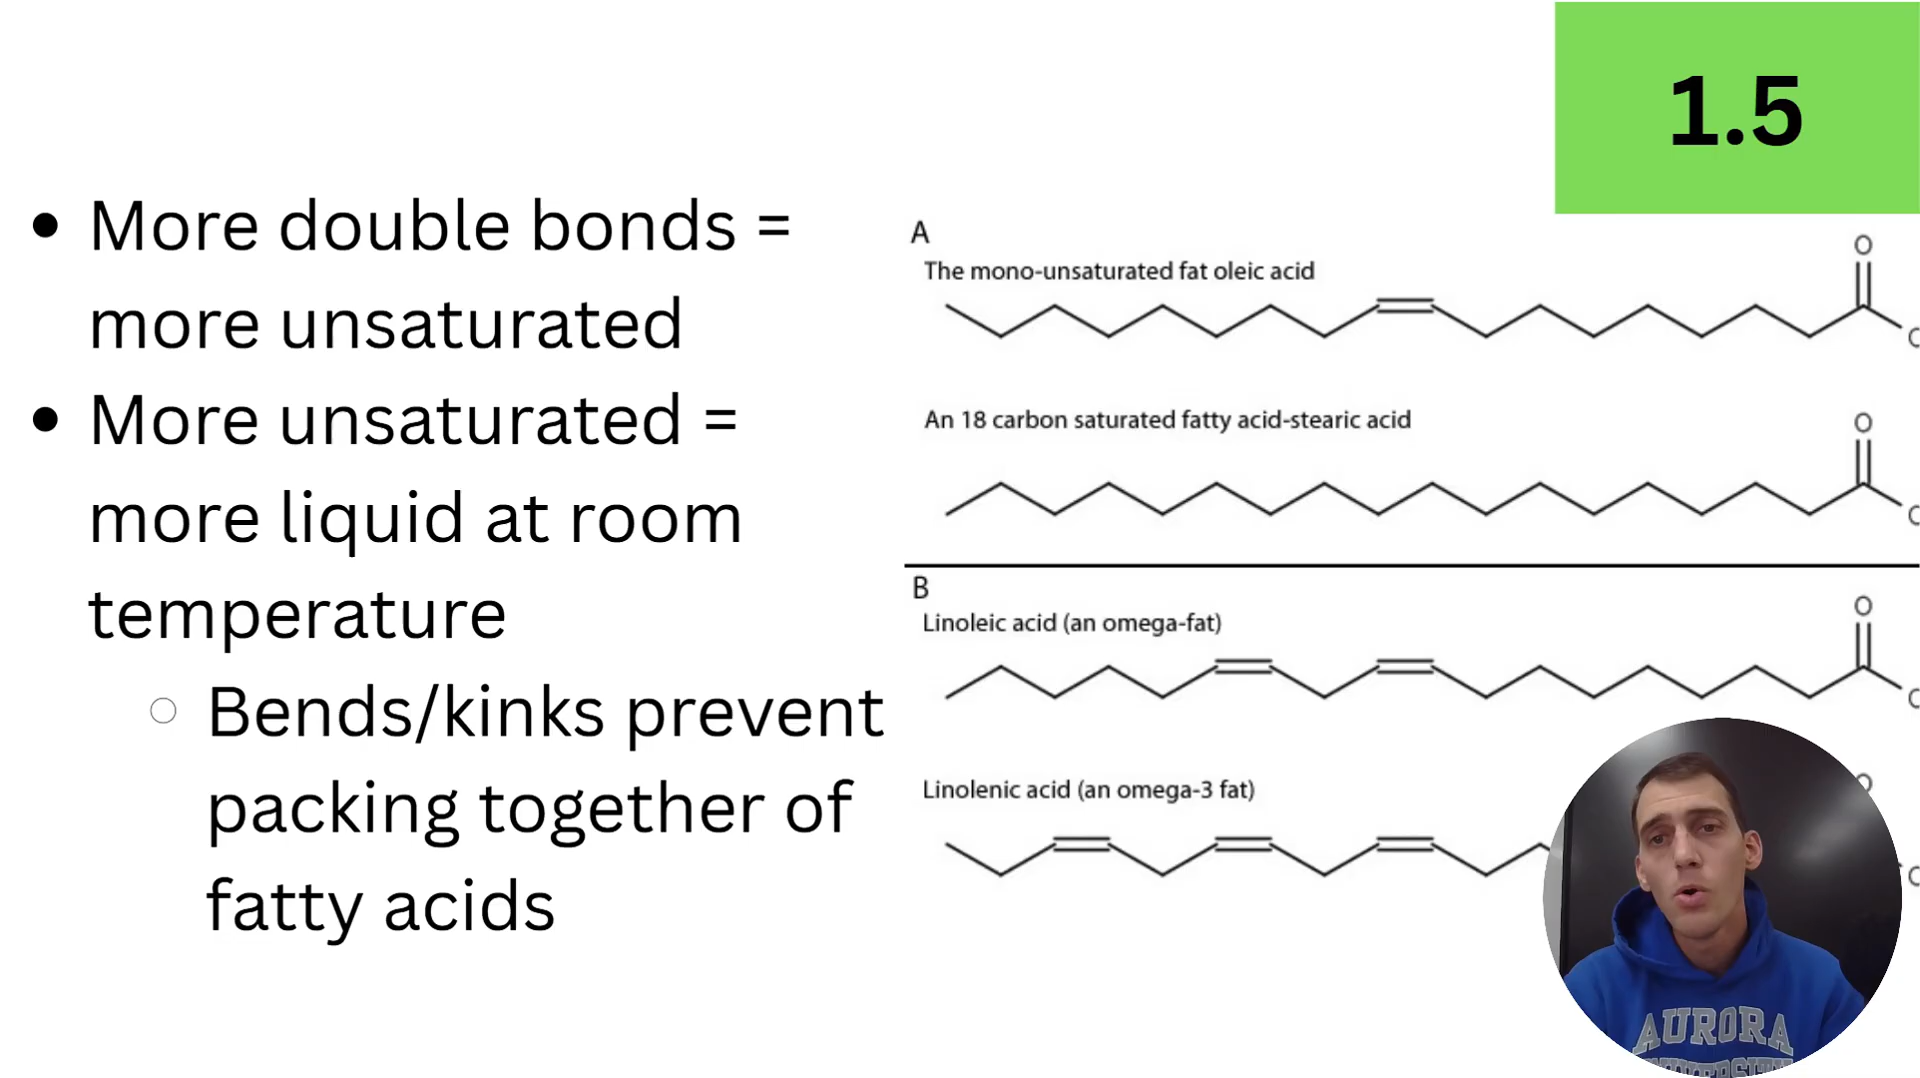 1.5
• More double bonds =
more unsaturated
• More unsaturated =
more liquid at room
temperature
○ Bends/kinks prevent
packing together of
fatty acids
A
The mono-unsaturated fat oleic acid
O
An 18 carbon saturated fatty acid-stearic acid
O
B
Linoleic acid (an omega-fat)
O
Linolenic acid (an omega-3 fat)
AURORA